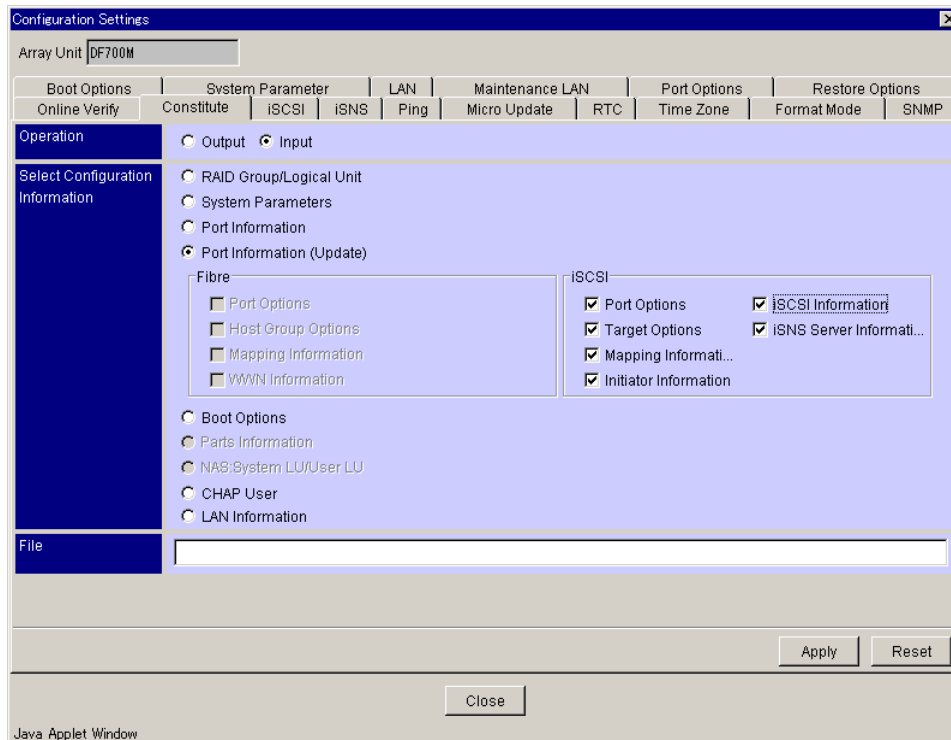 Configuration Settings
Array Unit DF700M
Boot Options System Parameter LAN Maintenance LAN Port Options Restore Options
Online Verify Constitute iSCSI iSNS Ping Micro Update RTC Time Zone Format Mode SNMP
Operation
Output Input
Select Configuration
Information
RAID Group/Logical Unit
System Parameters
Port Information
Port Information (Update)
Fibre
Port Options
Host Group Options
Mapping Information
WWN Information
iSCSI
Port Options iSCSI Information
Target Options iSNS Server Informati...
Mapping Informati...
Initiator Information
Boot Options
Parts Information
NAS:System LU/User LU
CHAP User
LAN Information
File
Apply Reset
Close
Java Applet Window